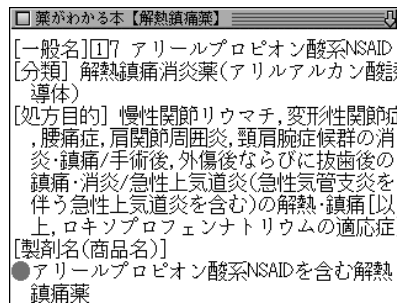 薬がわかる本【解熱鎮痛薬】
[一般名]17 アリールプロピオン酸系NSAID
[分類] 解熱鎮痛消炎薬(アリルアルカン酸誘
導体)
[処方目的] 慢性関節リウマチ,変形性関節症
,腰痛症,肩関節周囲炎,頸肩腕症候群の消
炎・鎮痛/手術後,外傷後ならびに抜歯後の
鎮痛・消炎/急性上気道炎(急性気管支炎を
伴う急性上気道炎を含む)の解熱・鎮痛[以
上,ロキソプロフェンナトリウムの適応症
[製剤名(商品名)]
●アリールプロピオン酸系NSAIDを含む解熱
鎮痛薬